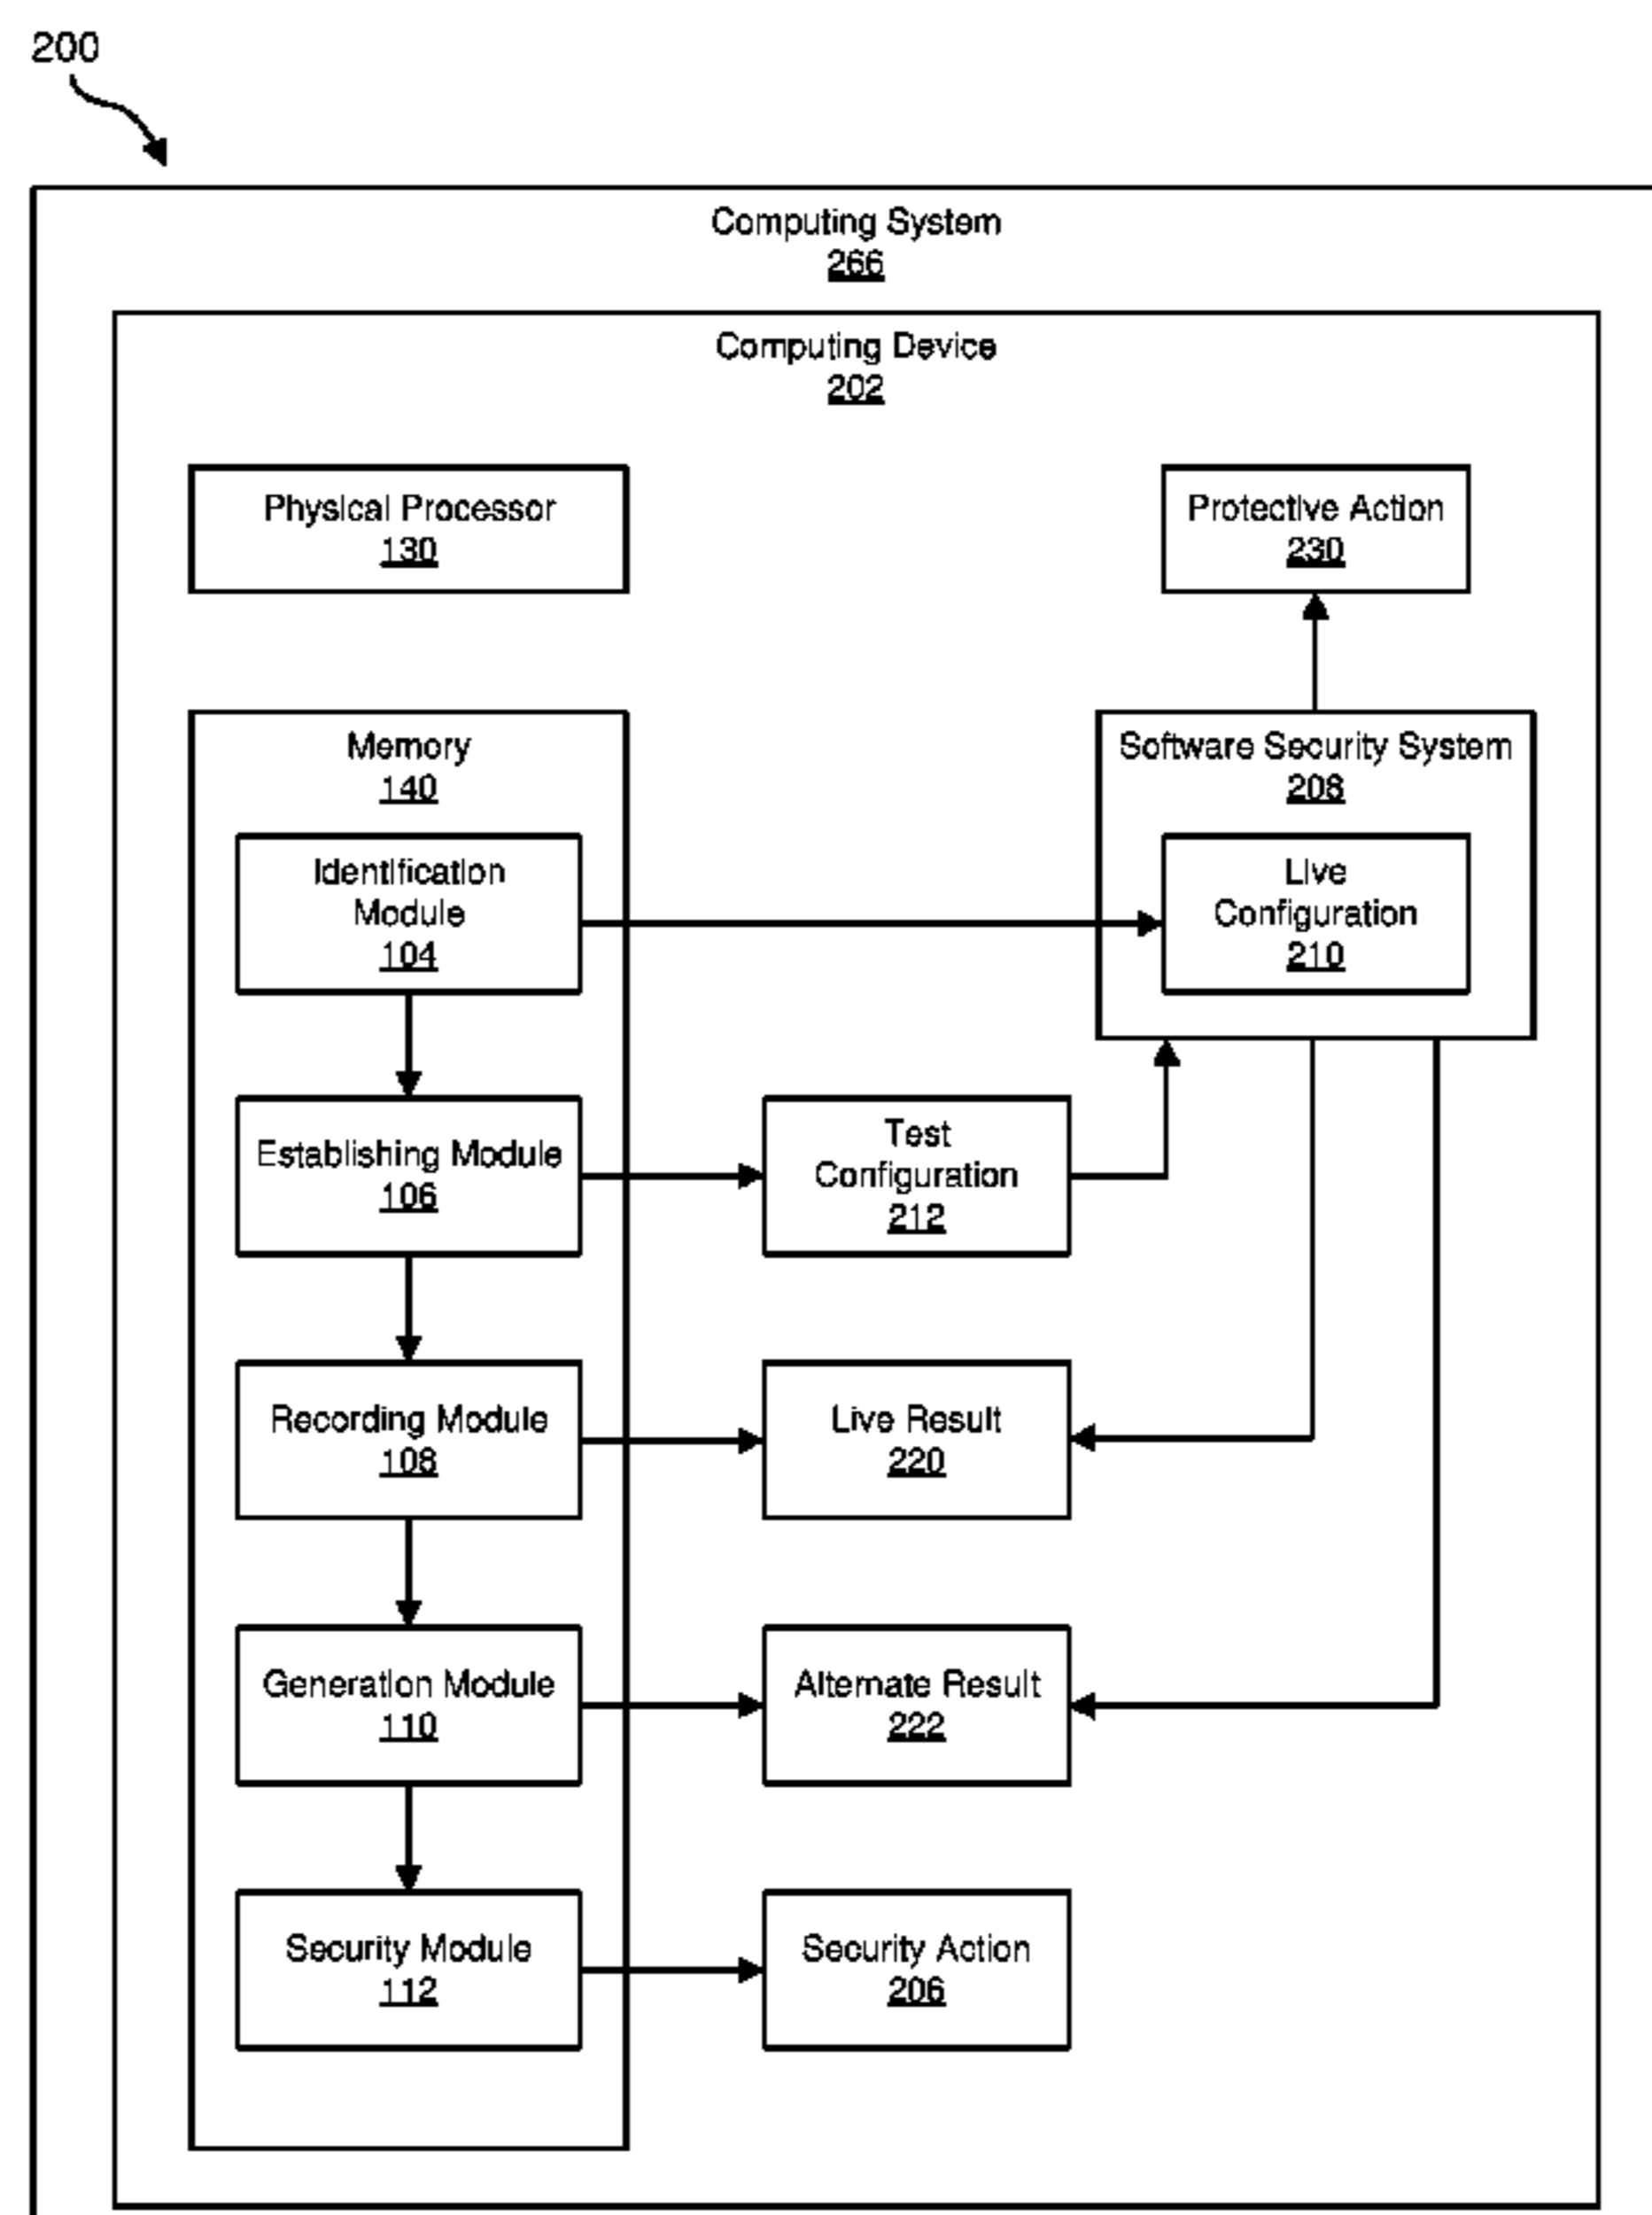 200
Computing System
266
Computing Device
202
Physical Processor
130
Protective Action
230
Memory
140
Software Security System
208
Identification
Module
104
Live
Configuration
210
Establishing Module
106
Test
Configuration
212
Recording Module
108
Live Result
220
Generation Module
110
Alternate Result
222
Security Module
112
Security Action
206